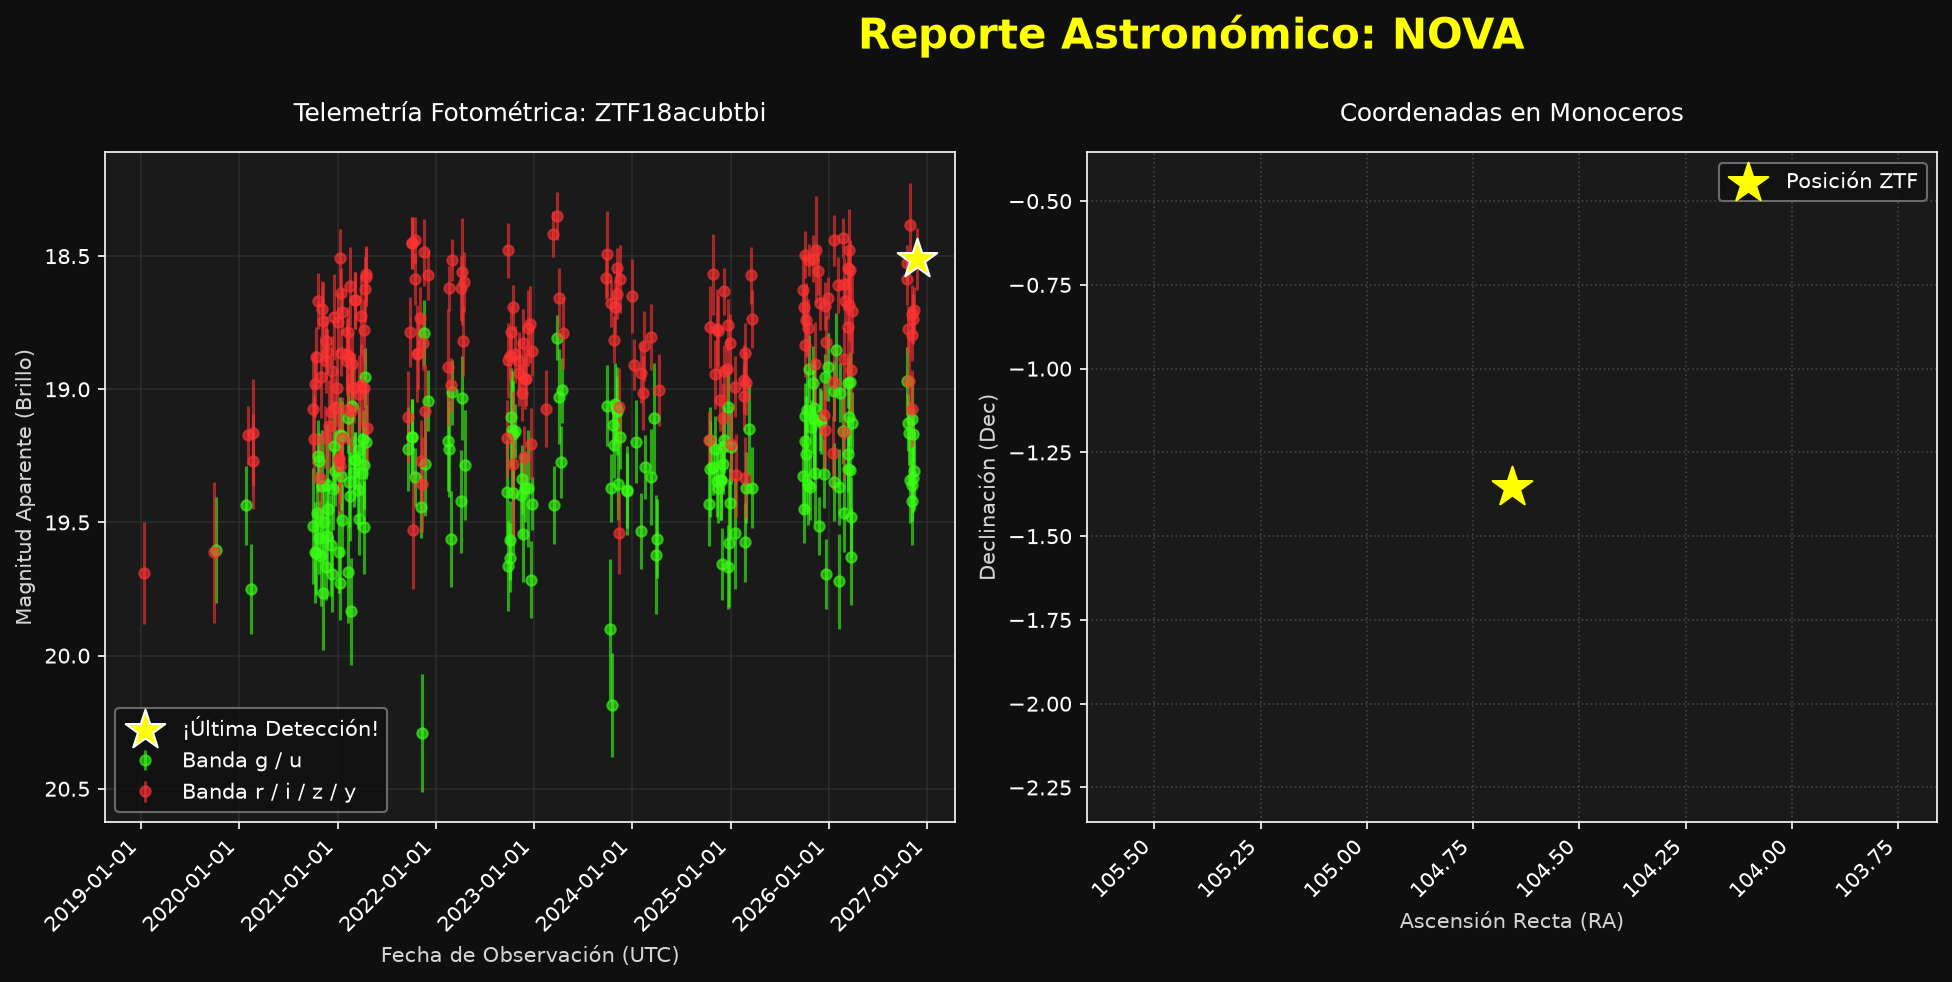 Reporte Astronómico: NOVA
Telemetría Fotométrica: ZTF18acubtbi
Magnitud Aparente (Brillo)
18.5
19.0
19.5
20.0
20.5
¡Última Detección!
Banda g / u
Banda r / i / z / y
2019-01-01
2020-01-01
2021-01-01
2022-01-01
2023-01-01
2024-01-01
2025-01-01
2026-01-01
2027-01-01
Fecha de Observación (UTC)
Coordenadas en Monoceros
Posición ZTF
Declinación (Dec)
−0.50
−0.75
−1.00
−1.25
−1.50
−1.75
−2.00
−2.25
105.50
105.25
105.00
104.75
104.50
104.25
104.00
103.75
Ascensión Recta (RA)